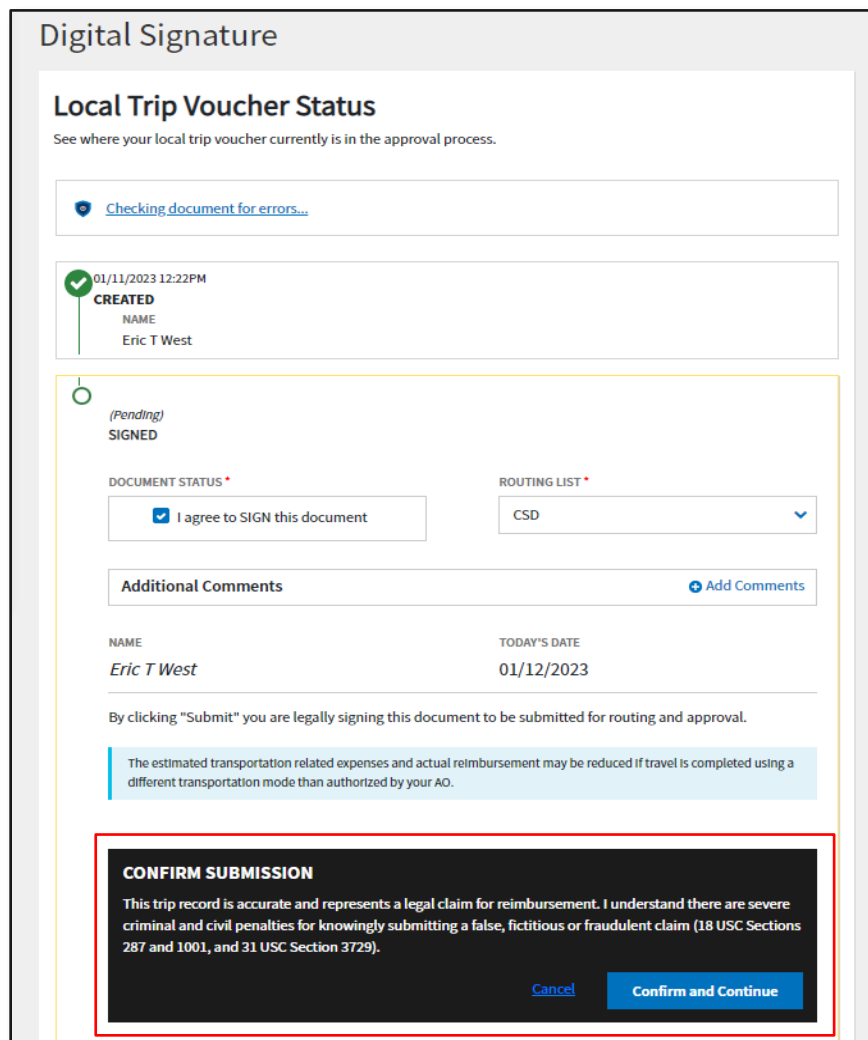 Digital Signature
Local Trip Voucher Status
See where your local trip voucher currently is in the approval process.
Checking document for errors...
01/11/2023 12:22PM
CREATED
NAME
Eric T West
(Pending)
SIGNED
DOCUMENT STATUS *
ROUTING LIST *
I agree to SIGN this document
CSD
Additional Comments
Add Comments
NAME
TODAY'S DATE
Eric T West
01/12/2023
By clicking "Submit" you are legally signing this document to be submitted for routing and approval.
The estimated transportation related expenses and actual reimbursement may be reduced if travel is completed using a
different transportation mode than authorized by your AO.
CONFIRM SUBMISSION
This trip record is accurate and represents a legal claim for reimbursement. I understand there are severe
criminal and civil penalties for knowingly submitting a false, fictitious or fraudulent claim (18 USC Sections
287 and 1001, and 31 USC Section 3729).
Cancel
Confirm and Continue